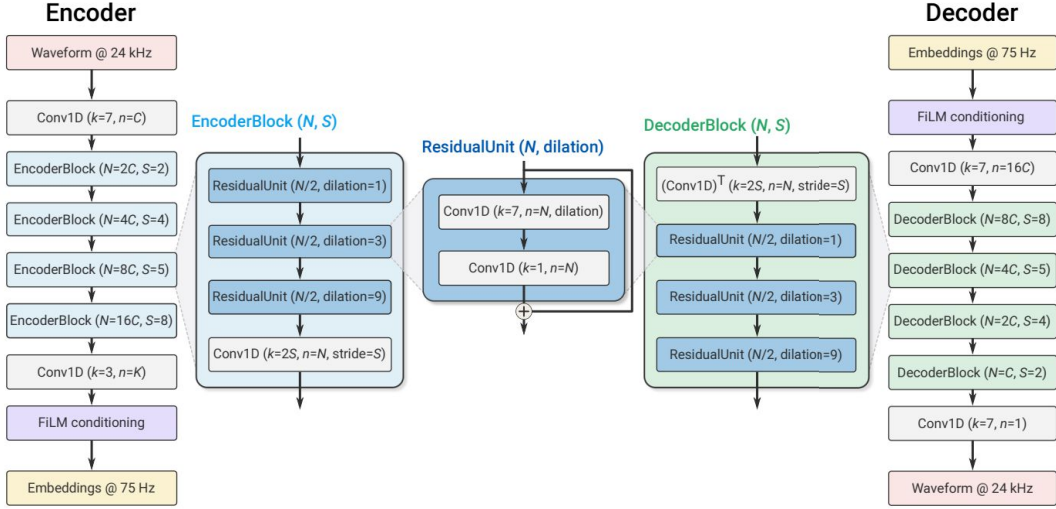 Encoder
Waveform @ 24 kHz
Conv1D (k=7, n=C)
EncoderBlock (N=2C, S=2)
EncoderBlock (N=4C, S=4)
EncoderBlock (N=8C, S=5)
EncoderBlock (N=16C, S=8)
Conv1D (k=3, n=K)
FiLM conditioning
Embeddings @ 75 Hz
EncoderBlock (N, S)
ResidualUnit (N/2, dilation=1)
ResidualUnit (N/2, dilation=3)
ResidualUnit (N/2, dilation=9)
Conv1D (k=2S, n=N, stride=S)
ResidualUnit (N, dilation)
Conv1D (k=7, n=N, dilation)
Conv1D (k=1, n=N)
+
DecoderBlock (N, S)
(Conv1D)ᵀ (k=2S, n=N, stride=S)
ResidualUnit (N/2, dilation=1)
ResidualUnit (N/2, dilation=3)
ResidualUnit (N/2, dilation=9)
Decoder
Embeddings @ 75 Hz
FiLM conditioning
Conv1D (k=7, n=16C)
DecoderBlock (N=8C, S=8)
DecoderBlock (N=4C, S=5)
DecoderBlock (N=2C, S=4)
DecoderBlock (N=C, S=2)
Conv1D (k=7, n=1)
Waveform @ 24 kHz